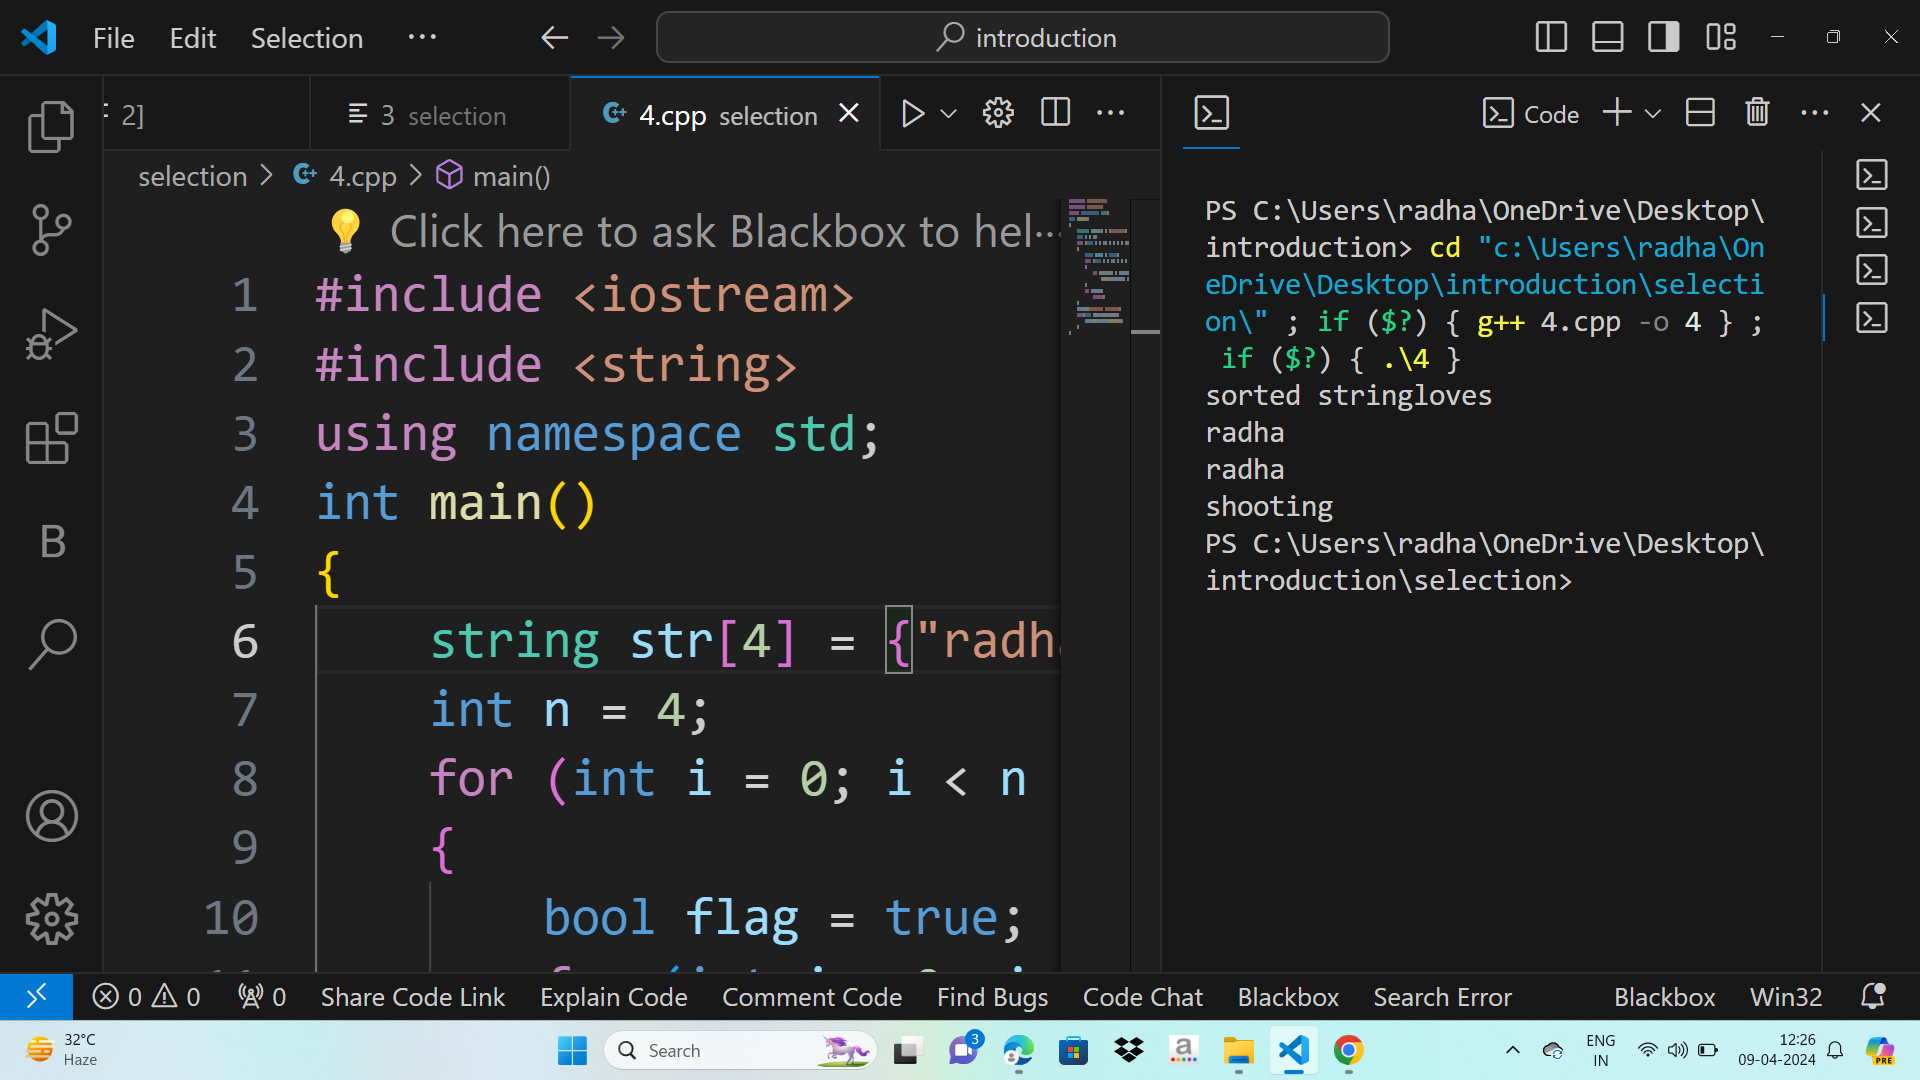 File Edit Selection ··· introduction
2] 3 selection 4.cpp selection
selection > 4.cpp > main()
Click here to ask Blackbox to hel···
1 #include <iostream>
2 #include <string>
3 using namespace std;
4 int main()
5 {
6 string str[4] = {"radh
7 int n = 4;
8 for (int i = 0; i < n
9 {
10 bool flag = true;
Code
PS C:\Users\radha\OneDrive\Desktop\
introduction> cd "c:\Users\radha\On
eDrive\Desktop\introduction\selecti
on\" ; if ($?) { g++ 4.cpp -o 4 } ;
if ($?) { .\4 }
sorted stringloves
radha
radha
shooting
PS C:\Users\radha\OneDrive\Desktop\
introduction\selection>
B
0 0 0 Share Code Link Explain Code Comment Code Find Bugs Code Chat Blackbox Search Error Blackbox Win32
32°C
Haze
Search
3
a
ENG
IN
12:26
09-04-2024
PRE